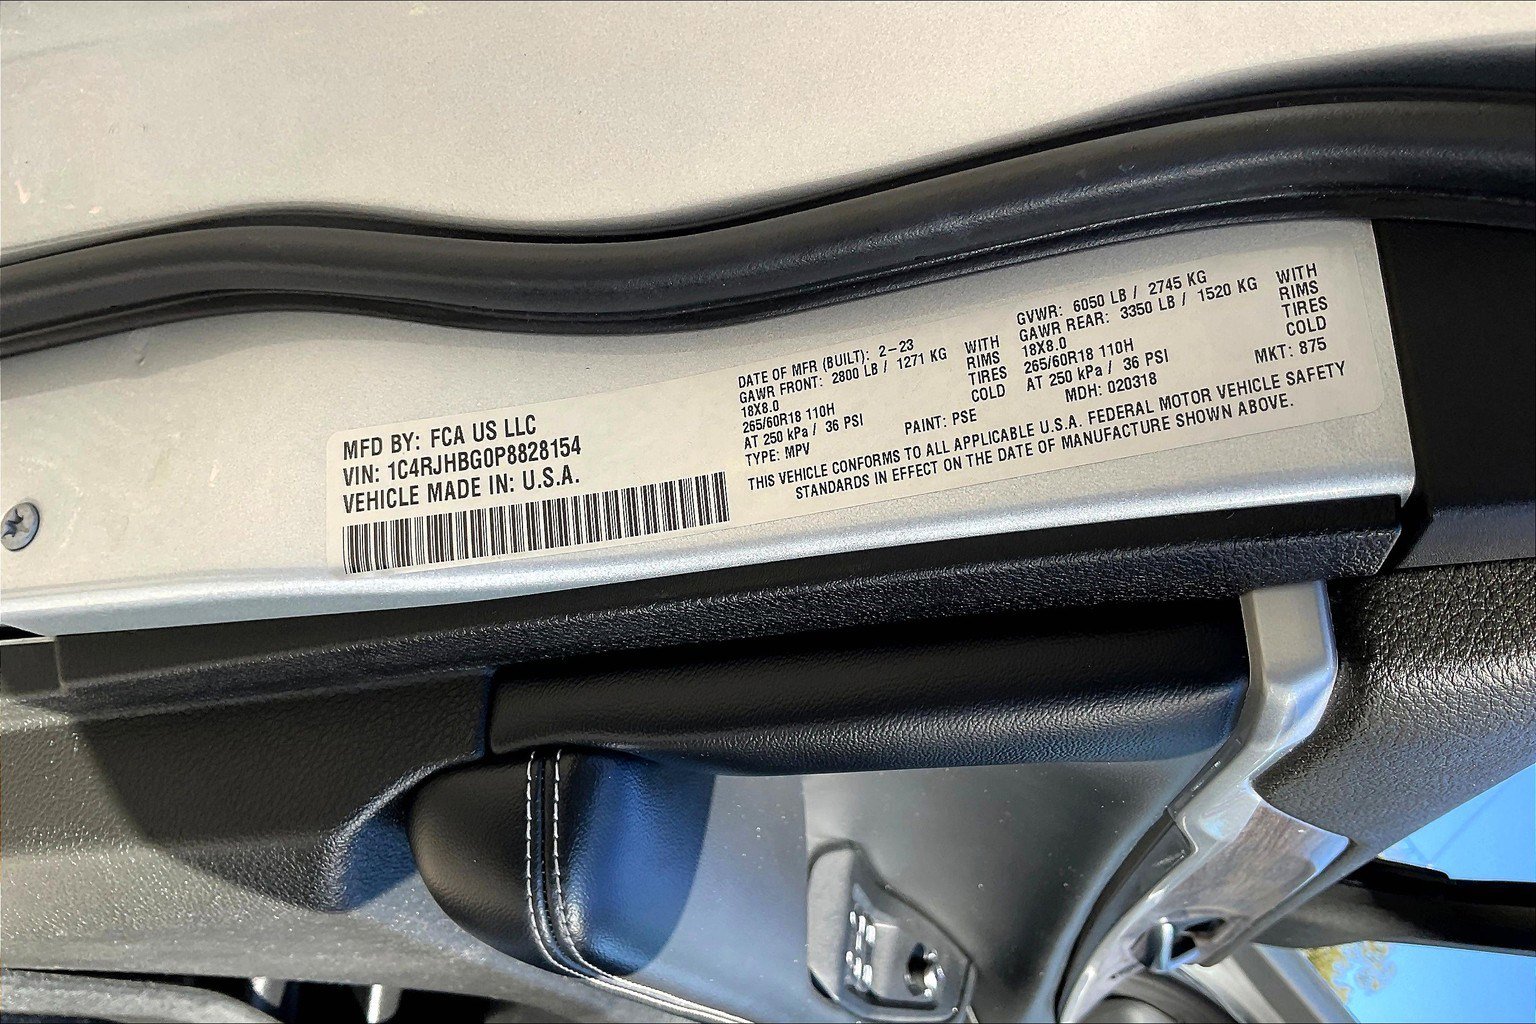 MFD BY: FCA US LLC
VIN: 1C4RJHBG0P8828154
VEHICLE MADE IN: U.S.A.
DATE OF MFR (BUILT): 2-23
GAWR FRONT: 2800 LB / 1271 KG WITH
18X8.0 RIMS
265/60R18 110H TIRES
AT 250 kPa / 36 PSI COLD
TYPE: MPV PAINT: PSE
GVWR: 6050 LB / 2745 KG
GAWR REAR: 3350 LB / 1520 KG WITH
18X8.0 RIMS
265/60R18 110H TIRES
AT 250 kPa / 36 PSI COLD
MDH: 020318 MKT: 875
THIS VEHICLE CONFORMS TO ALL APPLICABLE U.S.A. FEDERAL MOTOR VEHICLE SAFETY
STANDARDS IN EFFECT ON THE DATE OF MANUFACTURE SHOWN ABOVE.